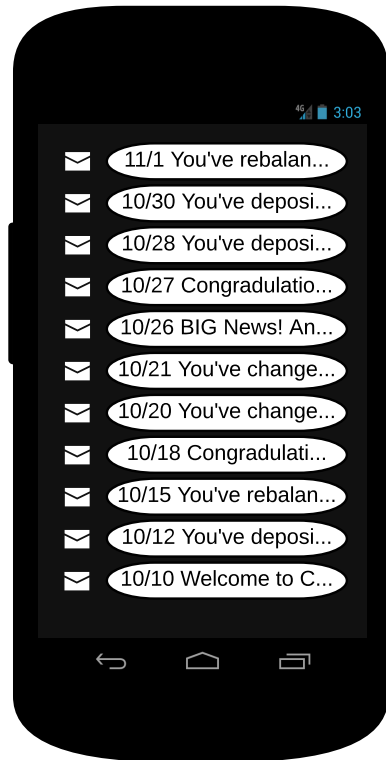 4G
3:03
11/1 You've rebalan...
10/30 You've deposi...
10/28 You've deposi...
10/27 Congradulatio...
10/26 BIG News! An...
10/21 You've change...
10/20 You've change...
10/18 Congradulati...
10/15 You've rebalan...
10/12 You've deposi...
10/10 Welcome to C...